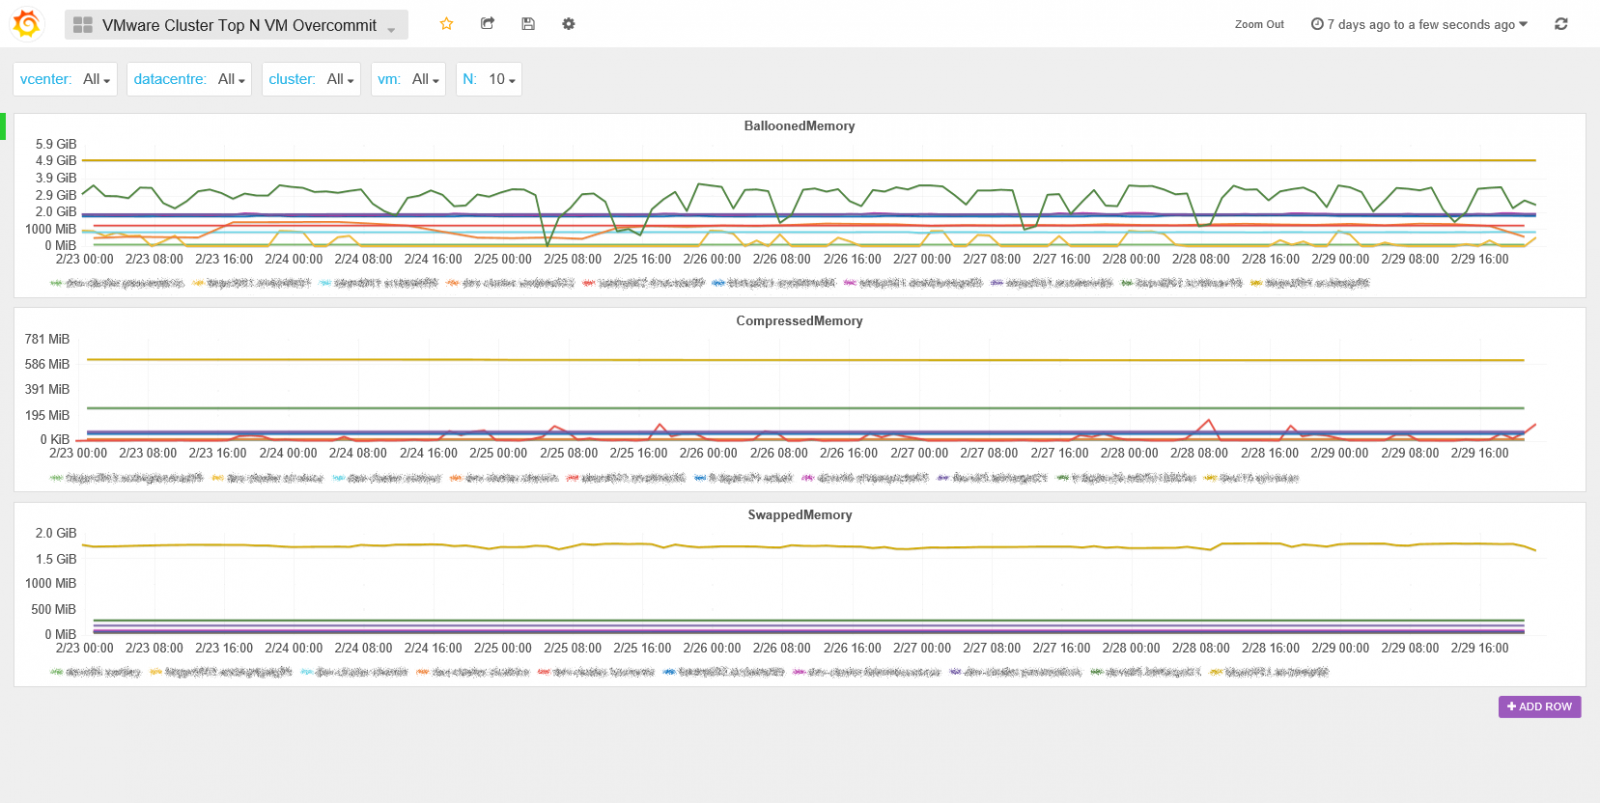 VMware Cluster Top N VM Overcommit
Zoom Out
7 days ago to a few seconds ago
vcenter: All
datacentre: All
cluster: All
vm: All
N: 10
BalloonedMemory
5.9 GiB
4.9 GiB
3.9 GiB
2.9 GiB
2.0 GiB
1000 MiB
0 MiB
2/23 00:00 2/23 08:00 2/23 16:00 2/24 00:00 2/24 08:00 2/24 16:00 2/25 00:00 2/25 08:00 2/25 16:00 2/26 00:00 2/26 08:00 2/26 16:00 2/27 00:00 2/27 08:00 2/27 16:00 2/28 00:00 2/28 08:00 2/28 16:00 2/29 00:00 2/29 08:00 2/29 16:00
CompressedMemory
781 MiB
586 MiB
391 MiB
195 MiB
0 KiB
2/23 00:00 2/23 08:00 2/23 16:00 2/24 00:00 2/24 08:00 2/24 16:00 2/25 00:00 2/25 08:00 2/25 16:00 2/26 00:00 2/26 08:00 2/26 16:00 2/27 00:00 2/27 08:00 2/27 16:00 2/28 00:00 2/28 08:00 2/28 16:00 2/29 00:00 2/29 08:00 2/29 16:00
SwappedMemory
2.0 GiB
1.5 GiB
1000 MiB
500 MiB
0 MiB
2/23 00:00 2/23 08:00 2/23 16:00 2/24 00:00 2/24 08:00 2/24 16:00 2/25 00:00 2/25 08:00 2/25 16:00 2/26 00:00 2/26 08:00 2/26 16:00 2/27 00:00 2/27 08:00 2/27 16:00 2/28 00:00 2/28 08:00 2/28 16:00 2/29 00:00 2/29 08:00 2/29 16:00
+ ADD ROW